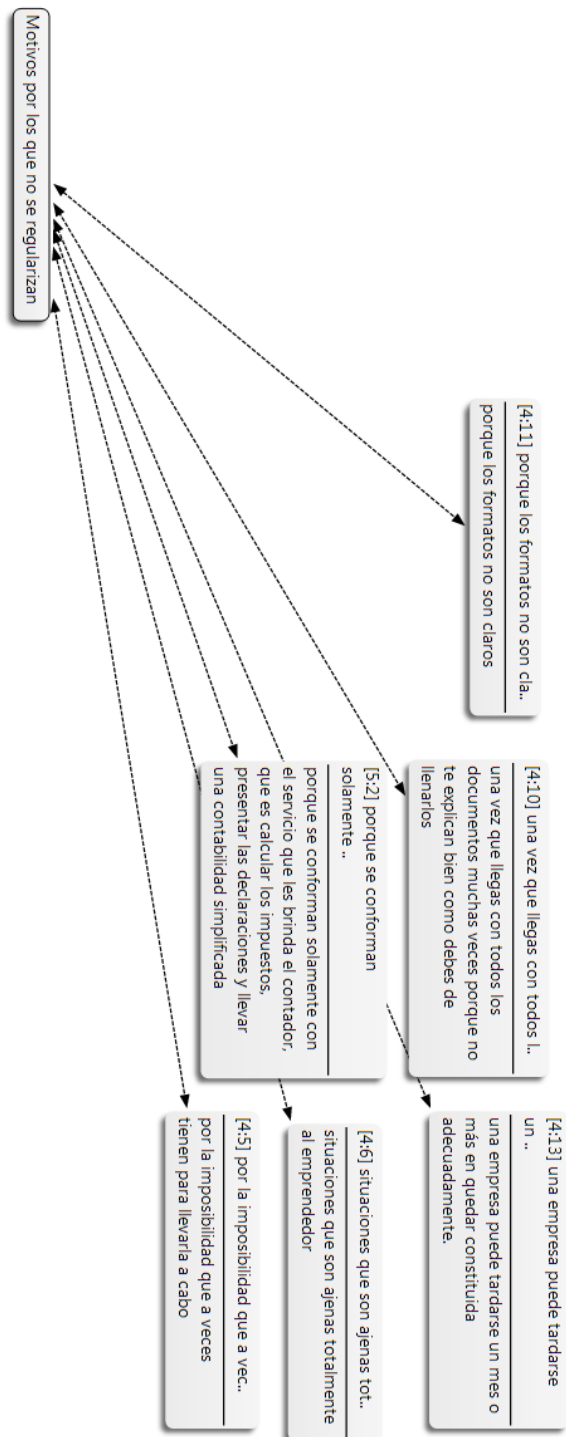 Motivos por los que no se regularizan
[4:11] porque los formatos no son cla..
porque los formatos no son claros
[4:10] una vez que llegas con todos l..
una vez que llegas con todos los
documentos muchas veces porque no
te explican bien como debes de
llenarlos
[5:2] porque se conforman
solamente ..
porque se conforman solamente con
el servicio que les brinda el contador,
que es calcular los impuestos,
presentar las declaraciones y llevar
una contabilidad simplificada
[4:13] una empresa puede tardarse
un ..
una empresa puede tardarse un mes o
más en quedar constituida
adecuadamente.
[4:6] situaciones que son ajenas tot..
situaciones que son ajenas totalmente
al emprendedor
[4:5] por la imposibilidad que a vec..
por la imposibilidad que a veces
tienen para llevarla a cabo